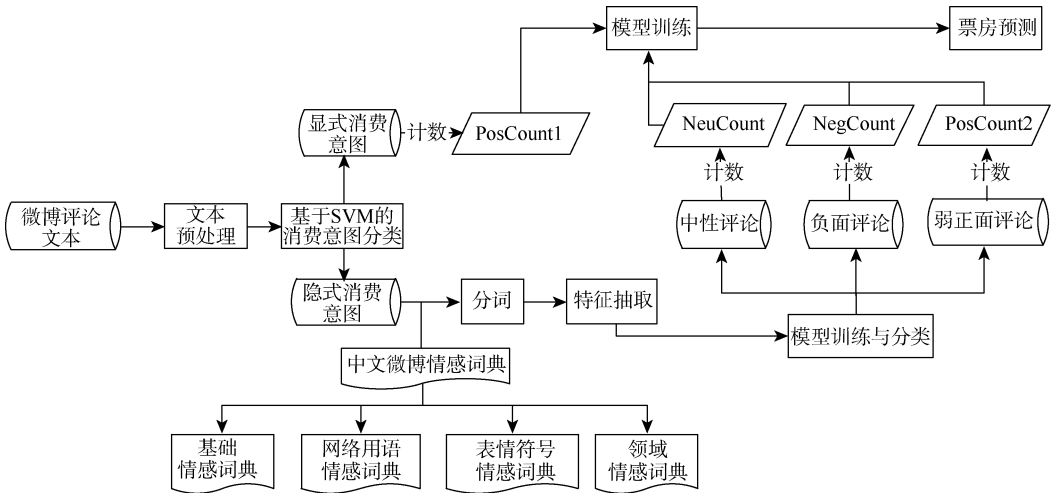 模型训练
票房预测
显式消费
意图
计数
PosCount1
NeuCount
NegCount
PosCount2
计数
计数
计数
微博评论
文本
文本
预处理
基于SVM的
消费意图分类
中性评论
负面评论
弱正面评论
隐式消费
意图
分词
特征抽取
模型训练与分类
中文微博情感词典
基础
情感词典
网络用语
情感词典
表情符号
情感词典
领域
情感词典